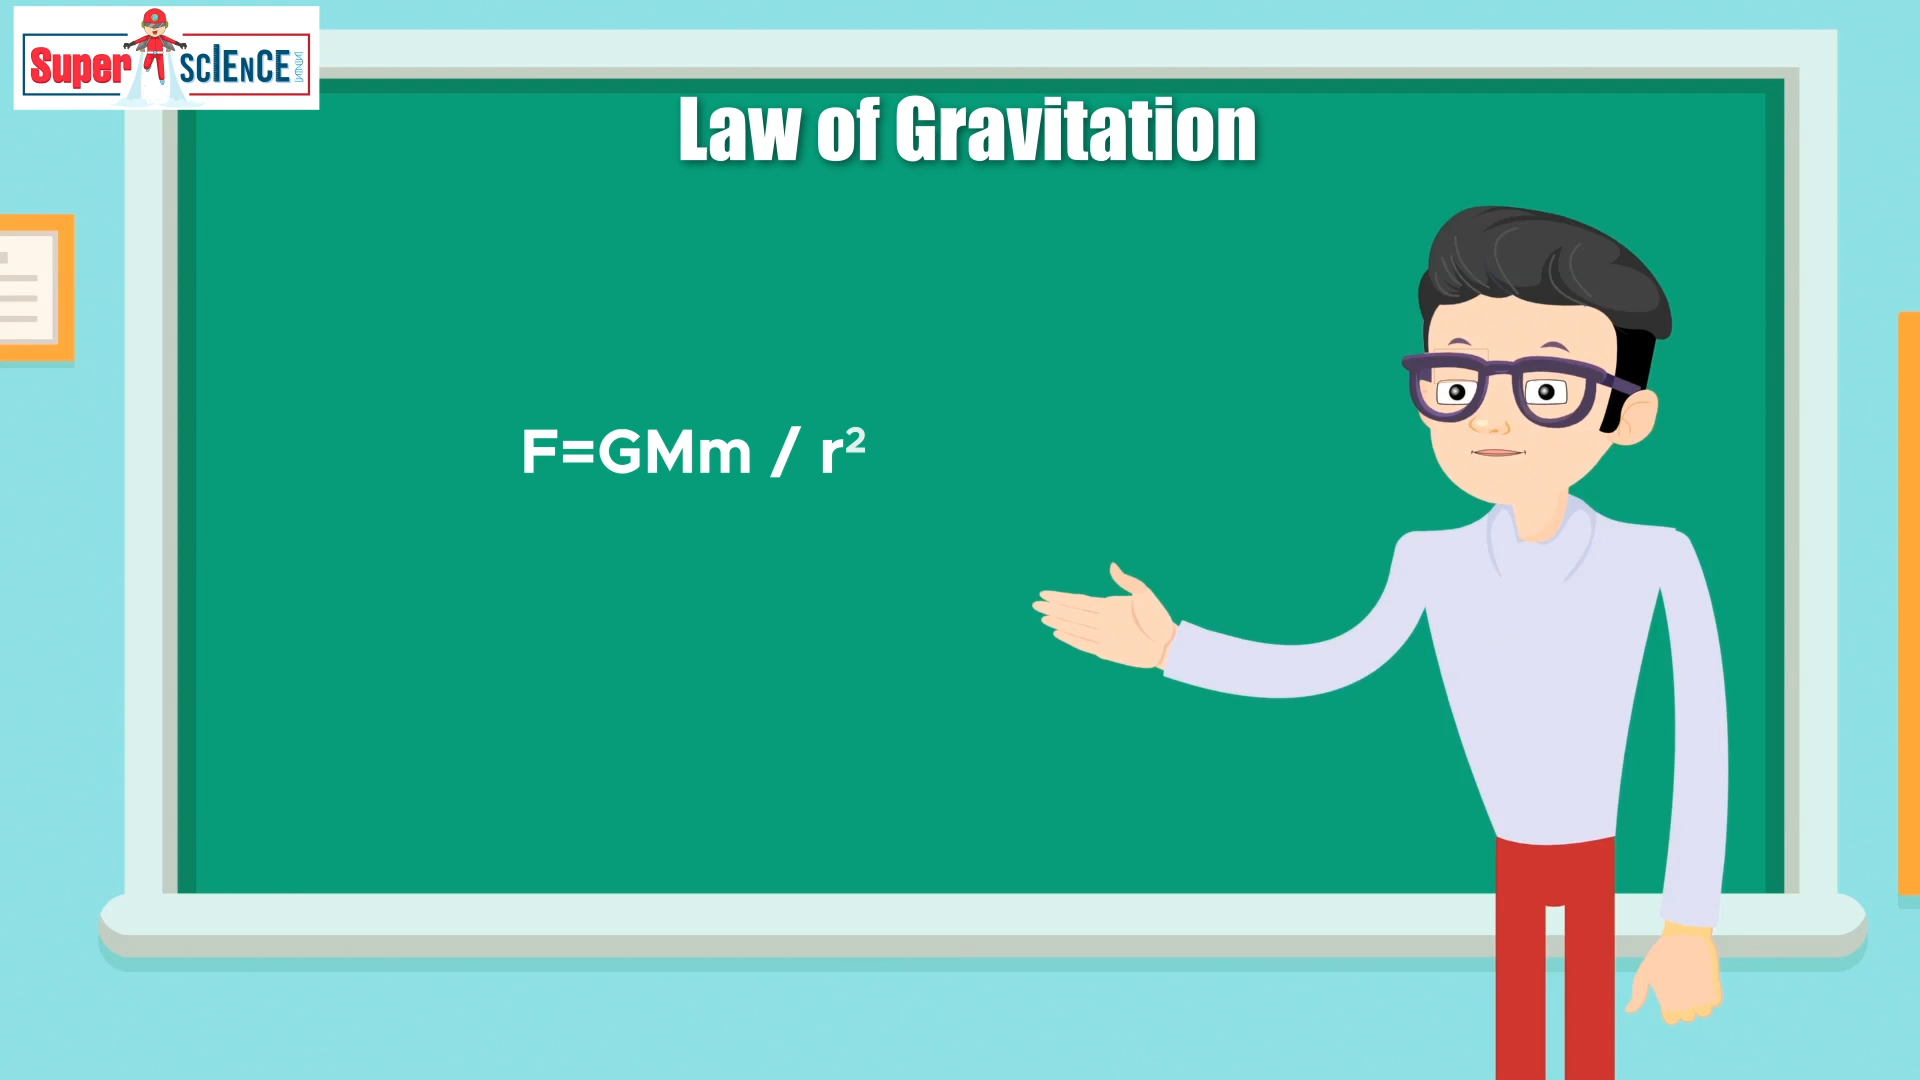 Super scIEnCE
Law of Gravitation
F=GMm / r²